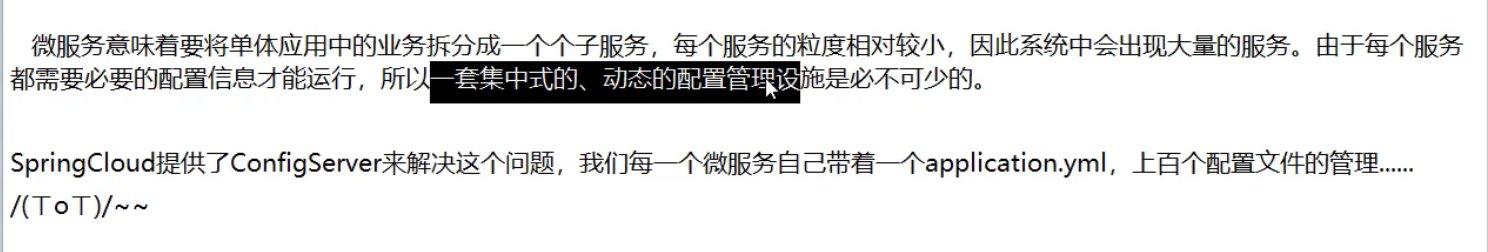 微服务意味着要将单体应用中的业务拆分成一个个子服务，每个服务的粒度相对较小，因此系统中会出现大量的服务。由于每个服务
都需要必要的配置信息才能运行，所以一套集中式的、动态的配置管理设施是必不可少的。
SpringCloud提供了ConfigServer来解决这个问题，我们每一个微服务自己带着一个application.yml，上百个配置文件的管理......
/(ㄒoㄒ)/~~